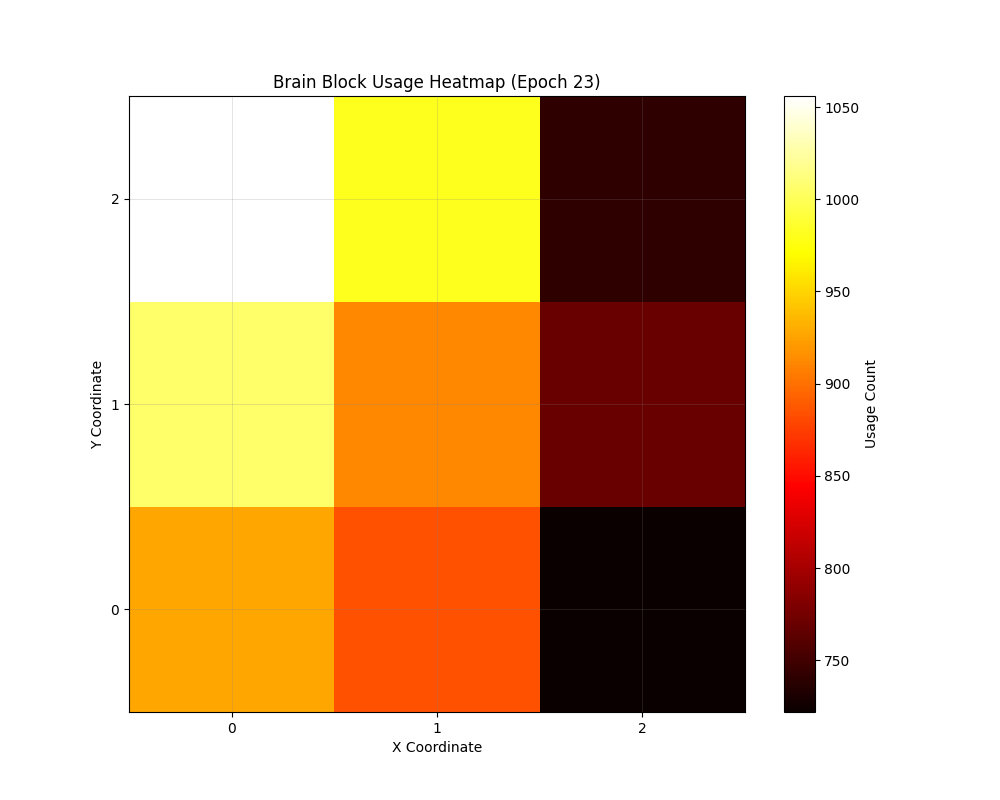 Brain Block Usage Heatmap (Epoch 23)
2
1
0
Y Coordinate
0 1 2
X Coordinate
1050
1000
950
900
850
800
750
Usage Count